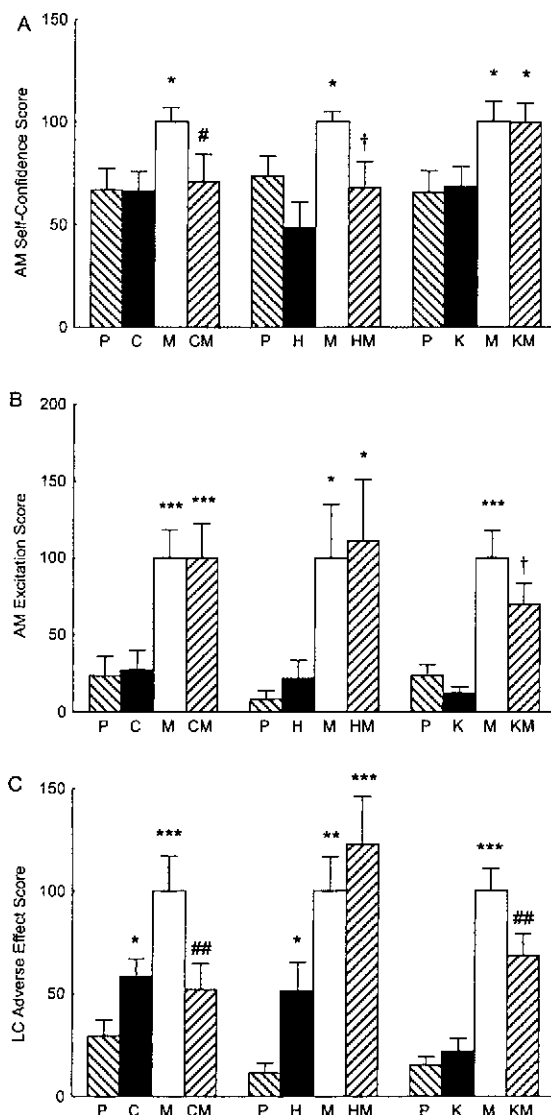 A
AM Self-Confidence Score
150
100
50
0
* # * † * *
P C M CM P H M HM P K M KM
B
AM Excitation Score
200
150
100
50
0
*** *** * * *** †
P C M CM P H M HM P K M KM
C
LC Adverse Effect Score
150
100
50
0
* *** ## * ** *** *** ##
P C M CM P H M HM P K M KM